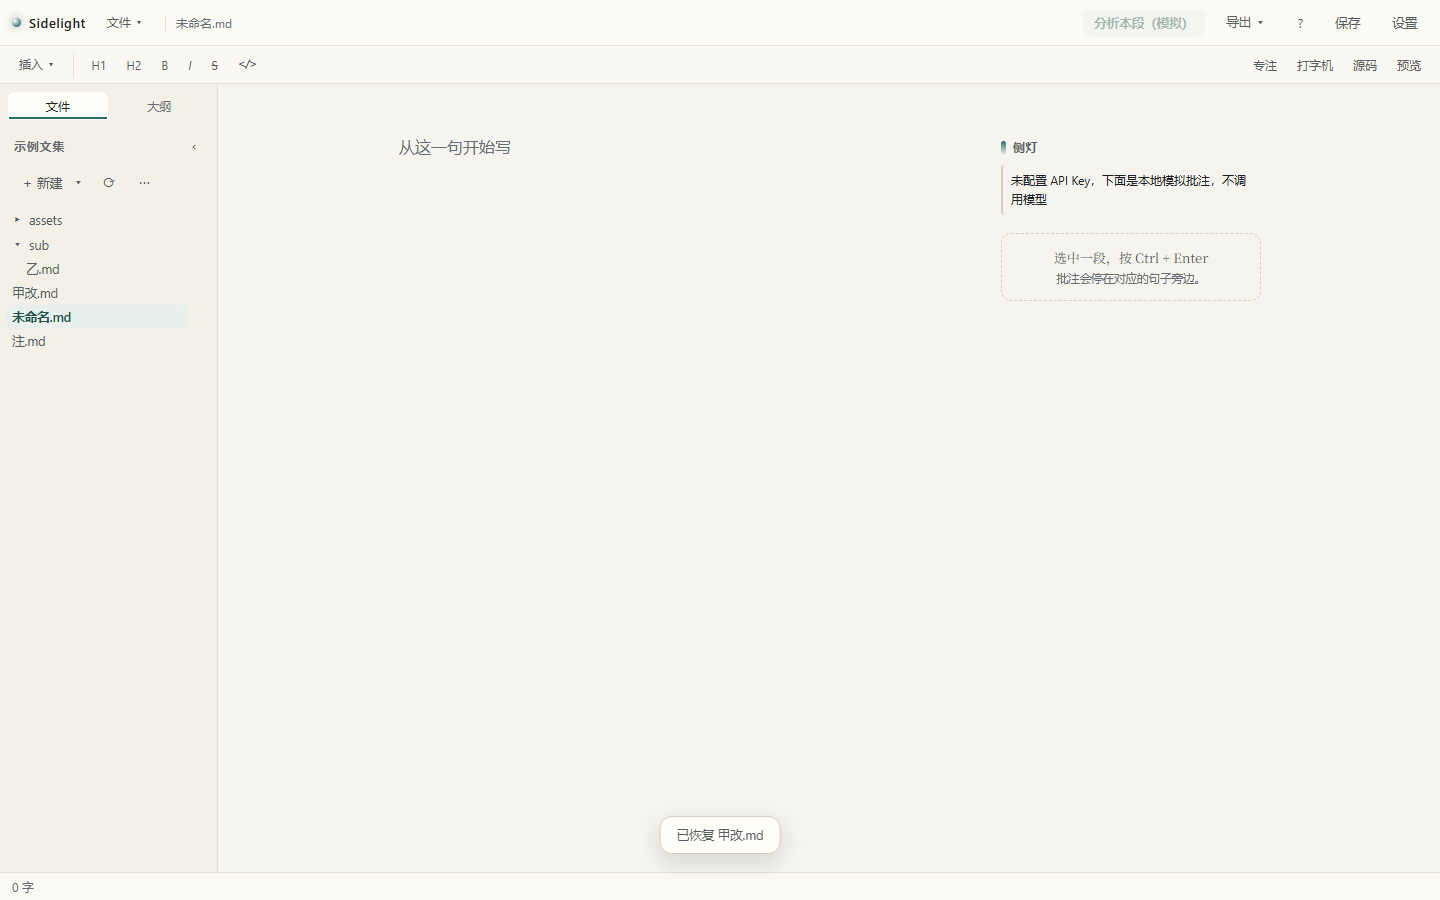 Sidelight 文件 未命名.md 分析本段（模拟） 导出 ? 保存 设置
插入 H1 H2 B I S </> 专注 打字机 源码 预览
文件 大纲
示例文集
+ 新建 ...
assets
sub
乙.md
甲改.md
未命名.md
注.md
从这一句开始写
侧灯
未配置 API Key，下面是本地模拟批注，不调
用模型
选中一段，按 Ctrl + Enter
批注会停在对应的句子旁边。
已恢复 甲改.md
0 字